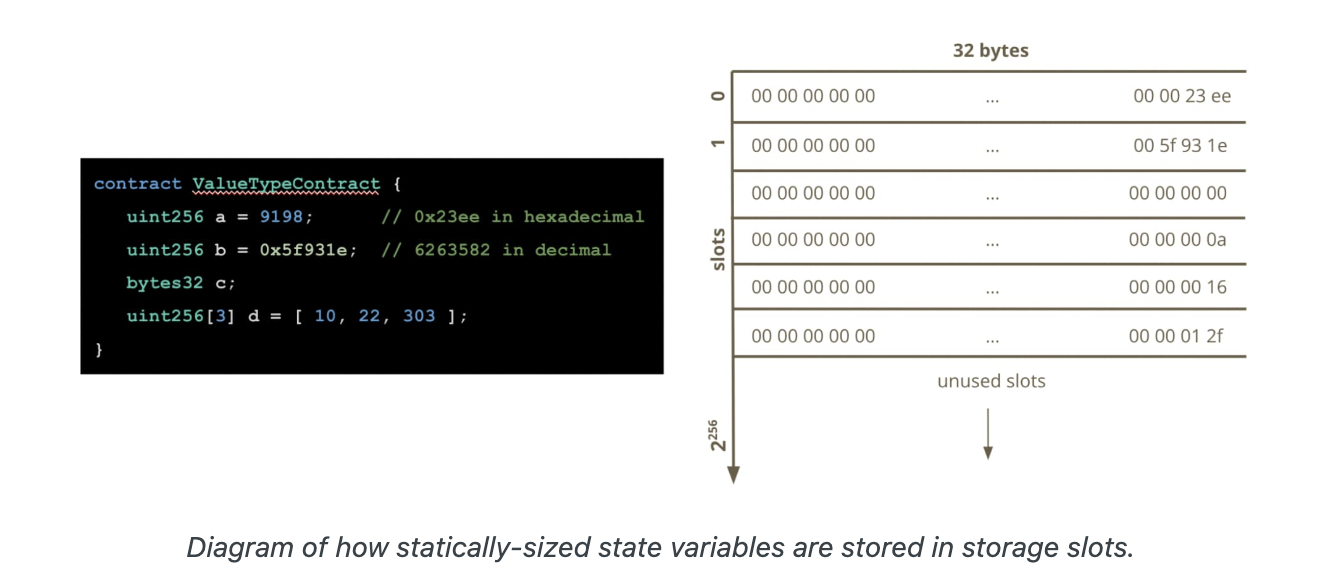 contract ValueTypeContract {
uint256 a = 9198; // 0x23ee in hexadecimal
uint256 b = 0x5f931e; // 6263582 in decimal
bytes32 c;
uint256[3] d = [ 10, 22, 303 ];
}
32 bytes
0 00 00 00 00 00 ... 00 00 23 ee
1 00 00 00 00 00 ... 00 5f 93 1e
00 00 00 00 00 ... 00 00 00 00
slots 00 00 00 00 00 ... 00 00 00 0a
00 00 00 00 00 ... 00 00 00 16
00 00 00 00 00 ... 00 00 01 2f
unused slots
2²⁵⁶
Diagram of how statically-sized state variables are stored in storage slots.